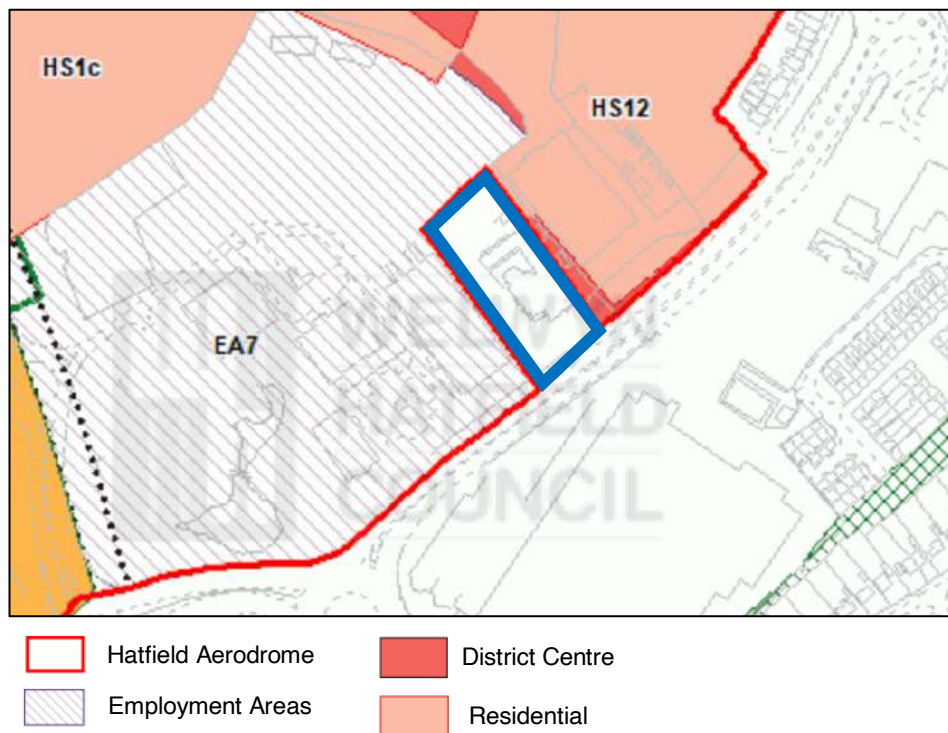 HS1c
HS12
EA7
WELWYN
HATFIELD
COUNCIL
Hatfield Aerodrome
District Centre
Employment Areas
Residential